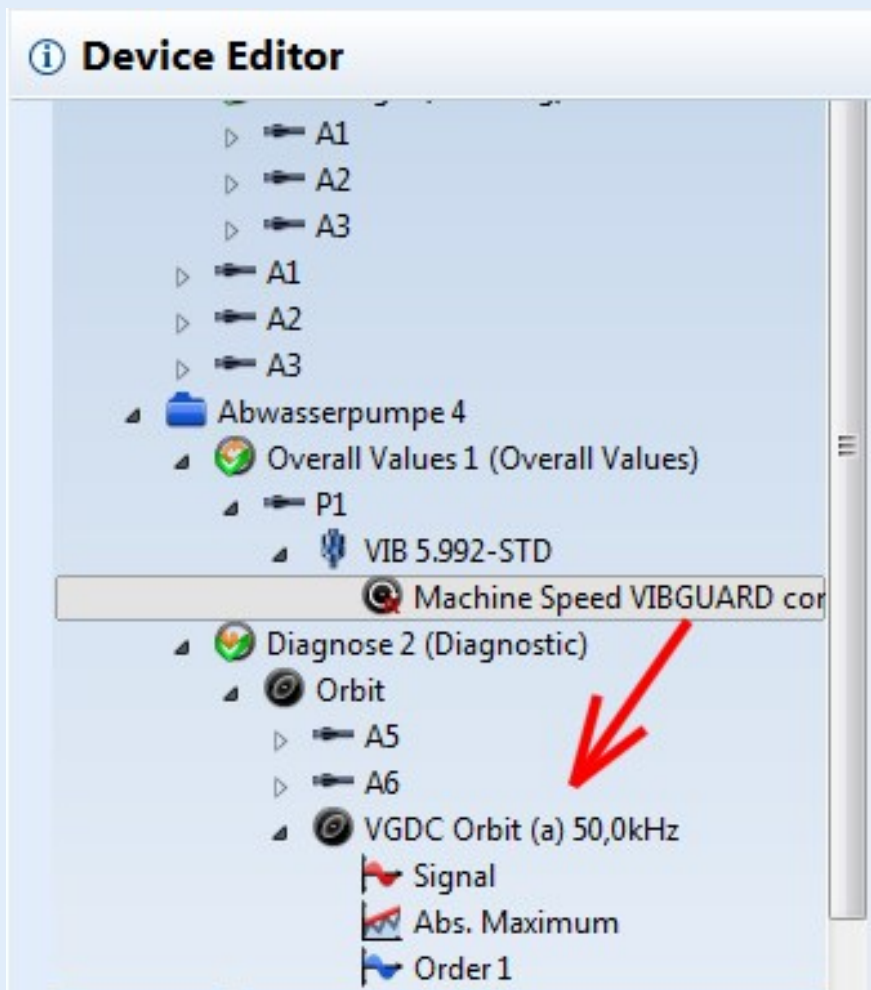 Device Editor
A1
A2
A3
A1
A2
A3
Abwasserpumpe 4
Overall Values 1 (Overall Values)
P1
VIB 5.992-STD
Machine Speed VIBGUARD cor
Diagnose 2 (Diagnostic)
Orbit
A5
A6
VGDC Orbit (a) 50,0kHz
Signal
Abs. Maximum
Order 1